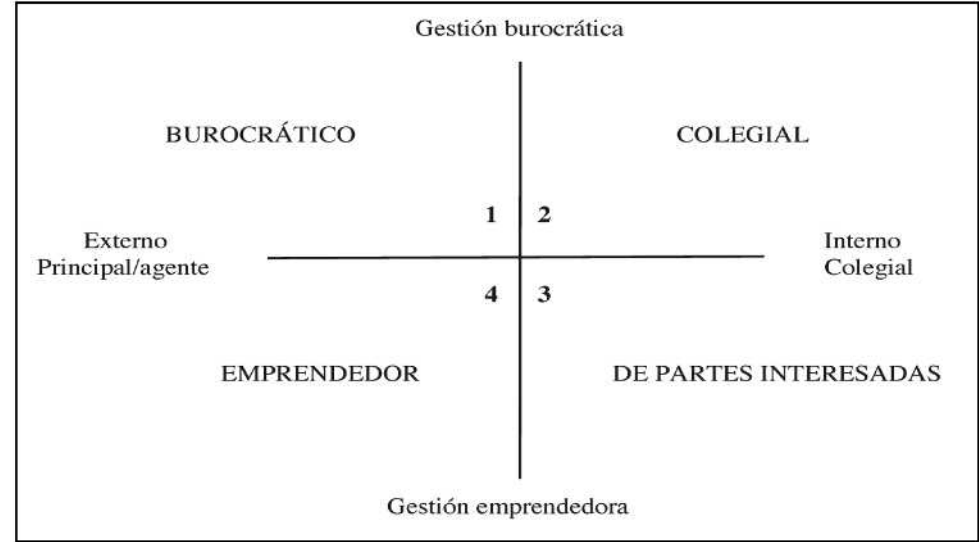 Gestión burocrática
BUROCRÁTICO
COLEGIAL
1
2
Externo
Principal/agente
Interno
Colegial
4
3
EMPRENDEDOR
DE PARTES INTERESADAS
Gestión emprendedora